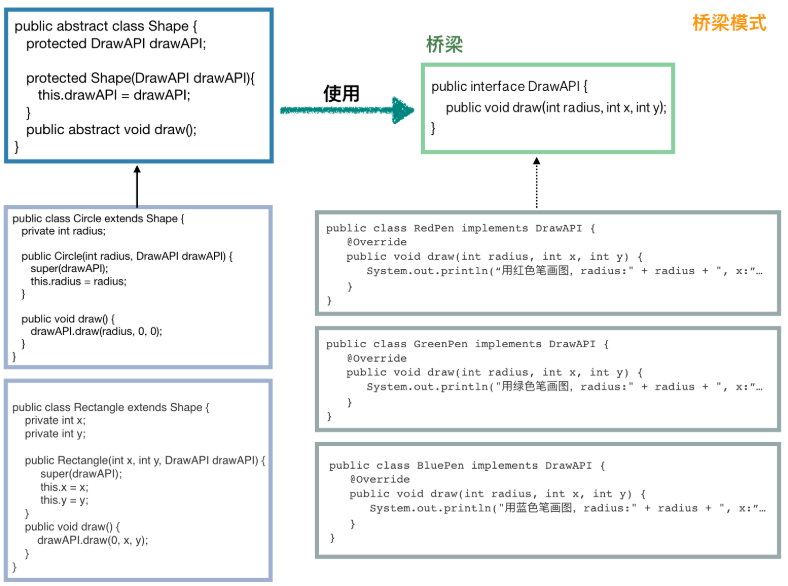 桥梁模式
public abstract class Shape {
protected DrawAPI drawAPI;
protected Shape(DrawAPI drawAPI){
this.drawAPI = drawAPI;
}
public abstract void draw();
}
使用
桥梁
public interface DrawAPI {
public void draw(int radius, int x, int y);
}
public class Circle extends Shape {
private int radius;
public Circle(int radius, DrawAPI drawAPI) {
super(drawAPI);
this.radius = radius;
}
public void draw() {
drawAPI.draw(radius, 0, 0);
}
}
public class Rectangle extends Shape {
private int x;
private int y;
public Rectangle(int x, int y, DrawAPI drawAPI) {
super(drawAPI);
this.x = x;
this.y = y;
}
public void draw() {
drawAPI.draw(0, x, y);
}
}
public class RedPen implements DrawAPI {
@Override
public void draw(int radius, int x, int y) {
System.out.println(“用红色笔画图，radius:" + radius + ", x:”…
}
}
public class GreenPen implements DrawAPI {
@Override
public void draw(int radius, int x, int y) {
System.out.println("用绿色笔画图，radius:" + radius + ", x:”…
}
}
public class BluePen implements DrawAPI {
@Override
public void draw(int radius, int x, int y) {
System.out.println("用蓝色笔画图，radius:" + radius + ", x:”…
}
}